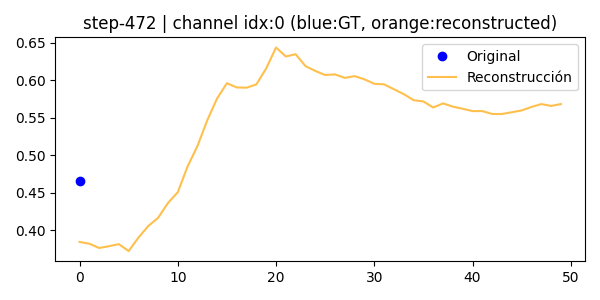 step-472 | channel idx:0 (blue:GT, orange:reconstructed)
0.65
0.60
0.55
0.50
0.45
0.40
Original
Reconstrucción
0 10 20 30 40 50